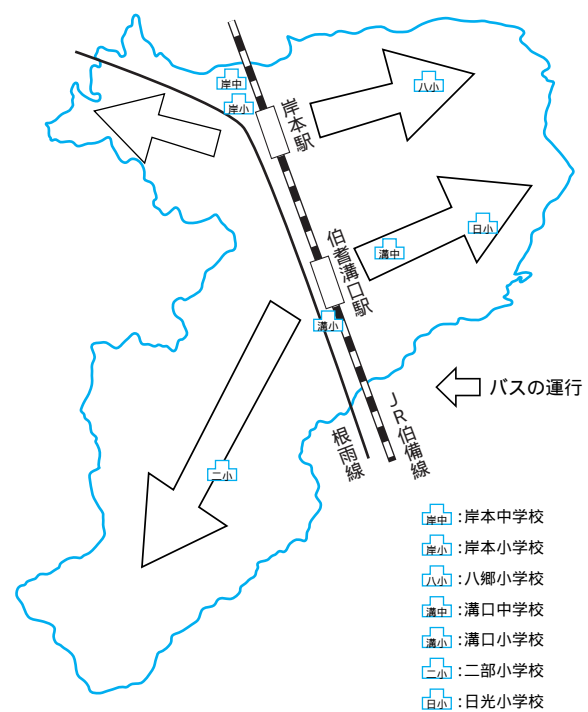 岸中
岸小
岸本駅
八小
伯耆溝口駅
溝中
日小
溝小
バスの運行
JR伯備線
根雨線
二小
岸中:岸本中学校
岸小:岸本小学校
八小:八郷小学校
溝中:溝口中学校
溝小:溝口小学校
二小:二部小学校
日小:日光小学校